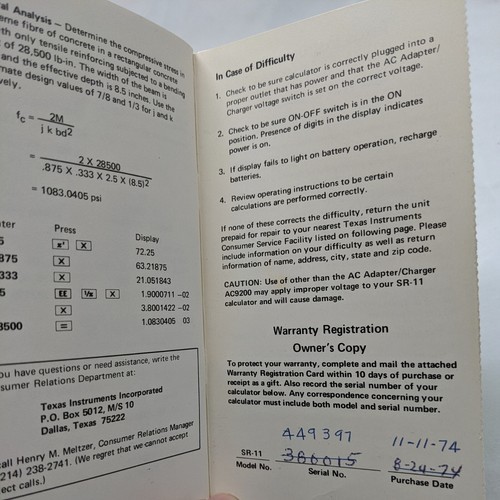 al Analysis — Determine the compressive stress in
eme fibre of concrete in a rectangular concrete
th only tensile reinforcing subjected to a bending
of 28,500 lb-in. The width of the beam is
and the effective depth is 8.5 inches. Use the
mate design values of 7/8 and 1/3 for j and k
vely.
fc = 2M
j k bd²
= 2 X 28500
.875 X .333 X 2.5 X (8.5)²
= 1083.0405 psi
ter Press Display
5 x² X 72.25
875 X 63.21875
333 X 21.051843
5 EE 1/x X 1.9000711 -02
X 3.8001422 -02
8500 = 1.0830405 03
ou have questions or need assistance, write the
sumer Relations Department at:
Texas Instruments Incorporated
P.O. Box 5012, M/S 10
Dallas, Texas 75222
all Henry M. Meltzer, Consumer Relations Manager
214) 238-2741. (We regret that we cannot accept
ect calls.)
In Case of Difficulty
1. Check to be sure calculator is correctly plugged into a
proper outlet that has power and that the AC Adapter/
Charger voltage switch is set on the correct voltage.
2. Check to be sure ON-OFF switch is in the ON
position. Presence of digits in the display indicates
power is on.
3. If display fails to light on battery operation, recharge
batteries.
4. Review operating instructions to be certain
calculations are performed correctly.
If none of these corrects the difficulty, return the unit
prepaid for repair to your nearest Texas Instruments
Consumer Service Facility listed on following page. Please
include information on your difficulty as well as return
information of name, address, city, state and zip code.
CAUTION: Use of other than the AC Adapter/Charger
AC9200 may apply improper voltage to your SR-11
calculator and will cause damage.
Warranty Registration
Owner's Copy
To protect your warranty, complete and mail the attached
Warranty Registration Card within 10 days of purchase or
receipt as a gift. Also record the serial number of your
calculator below. Any correspondence concerning your
calculator must include both model and serial number.
A49397 11-11-74
SR-11 386015 8-24-74
Model No. Serial No. Purchase Date